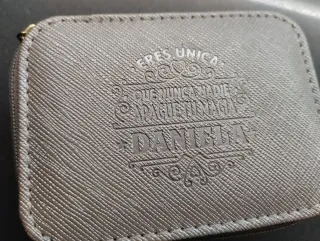 ERES ÚNICA
QUE NUNCA NADIE
APAGUE TU MAGIA
DANIELA